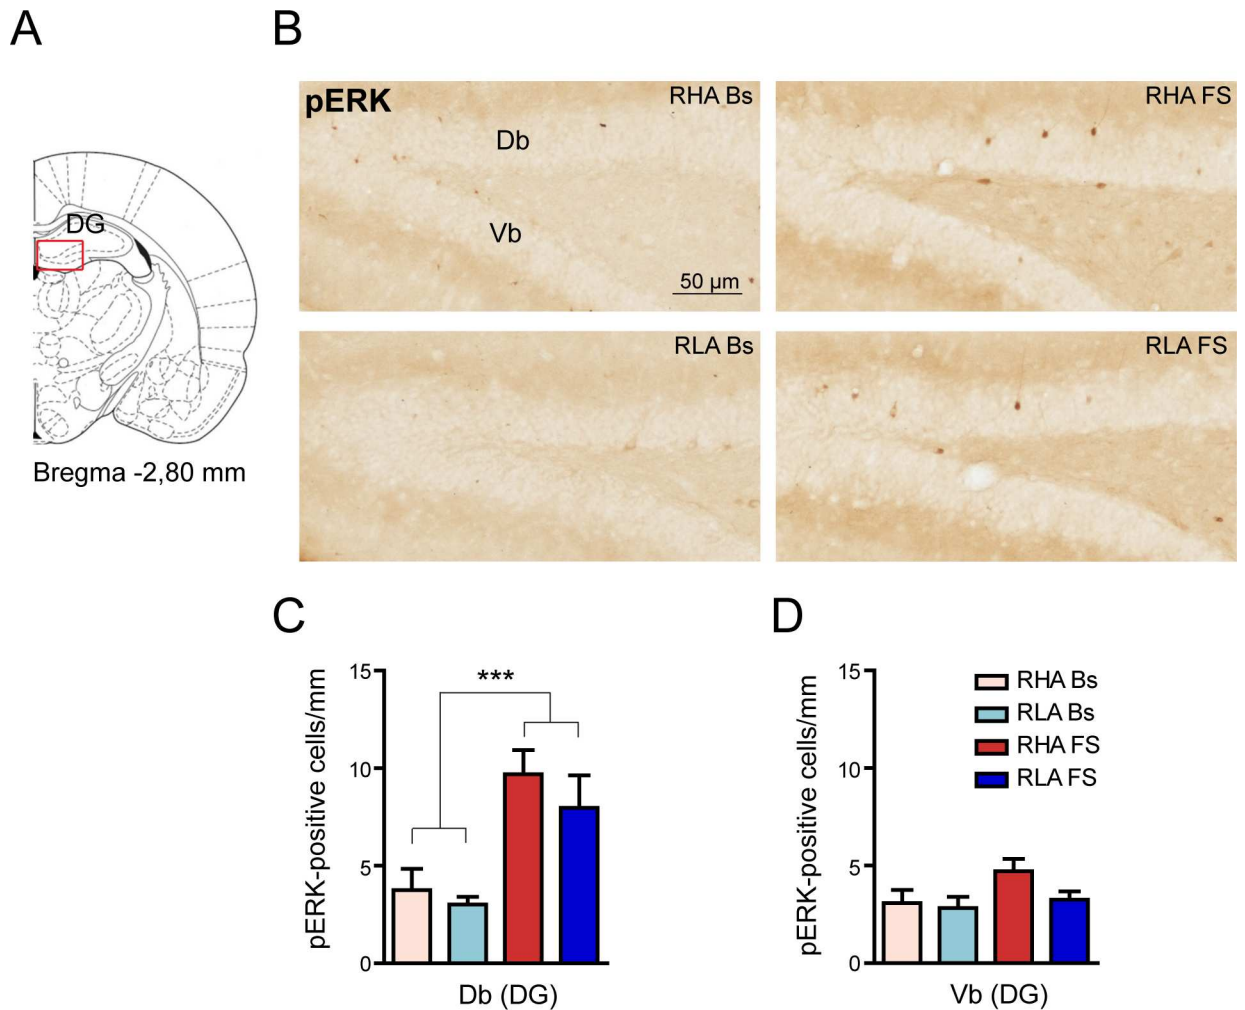 A
DG
Bregma -2,80 mm
B
pERK
RHA Bs
Db
Vb
50 µm
RHA FS
RLA Bs
RLA FS
C
pERK-positive cells/mm
15
10
5
0
***
Db (DG)
D
pERK-positive cells/mm
15
10
5
0
RHA Bs
RLA Bs
RHA FS
RLA FS
Vb (DG)